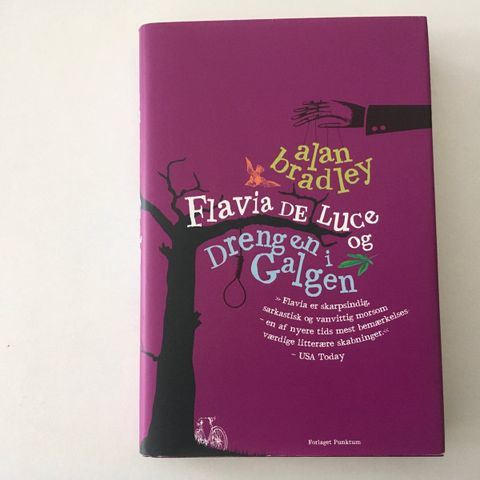 alan
bradley
Flavia DE LUCE
og
Drengen i
Galgen
» Flavia er skarpsindig,
sarkastisk og vanvittig morsom
– en af nyere tids mest bemærkelses-
værdige litterære skabninger.«
– USA Today
Forlaget Punktum